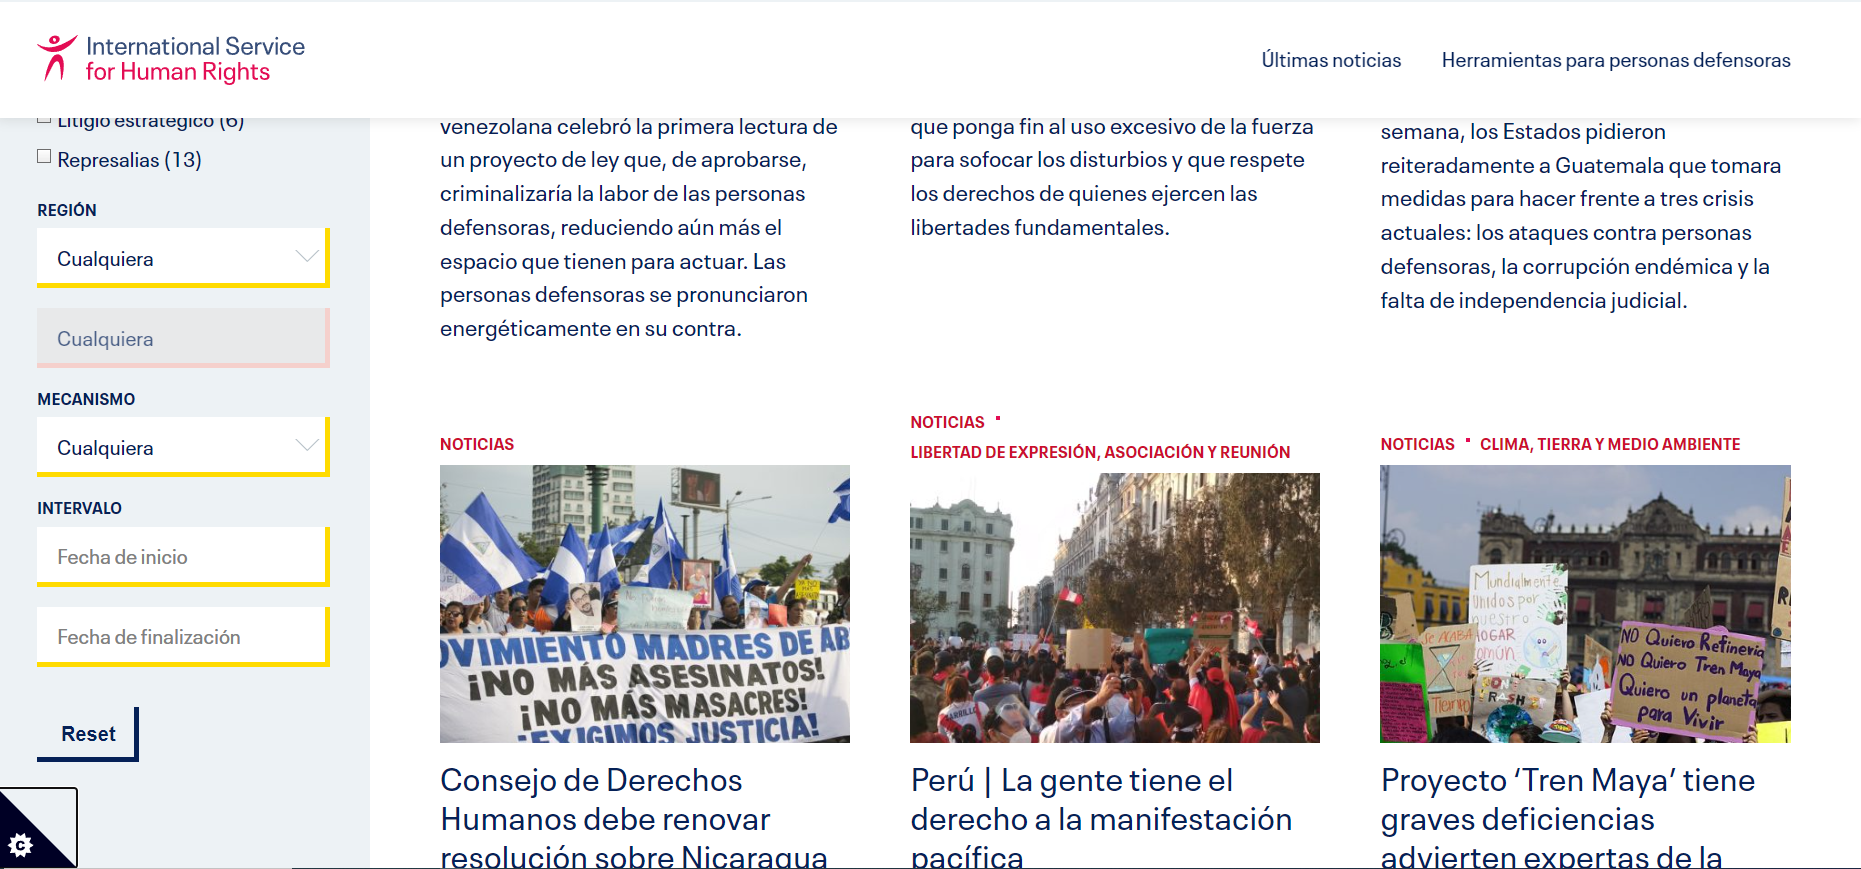 International Service
for Human Rights
Últimas noticias
Herramientas para personas defensoras
Litigio estratégico (6)
Represalias (13)
REGIÓN
Cualquiera
Cualquiera
MECANISMO
Cualquiera
INTERVALO
Fecha de inicio
Fecha de finalización
Reset
venezolana celebró la primera lectura de
un proyecto de ley que, de aprobarse,
criminalizaría la labor de las personas
defensoras, reduciendo aún más el
espacio que tienen para actuar. Las
personas defensoras se pronunciaron
energéticamente en su contra.
que ponga fin al uso excesivo de la fuerza
para sofocar los disturbios y que respete
los derechos de quienes ejercen las
libertades fundamentales.
semana, los Estados pidieron
reiteradamente a Guatemala que tomara
medidas para hacer frente a tres crisis
actuales: los ataques contra personas
defensoras, la corrupción endémica y la
falta de independencia judicial.
NOTICIAS
OVIMIENTO MADRES DE AB
¡NO MÁS ASESINATOS!
¡NO MÁS MASACRES!
¡EXIGIMOS JUSTICIA!
Consejo de Derechos
Humanos debe renovar
resolución sobre Nicaragua
NOTICIAS
LIBERTAD DE EXPRESIÓN, ASOCIACIÓN Y REUNIÓN
Perú | La gente tiene el
derecho a la manifestación
pacífica
NOTICIAS CLIMA, TIERRA Y MEDIO AMBIENTE
Mundialmente
unidos por
nuestro
HOGAR
común
Se acaba
el
Tiempo
NO Quiero Refinería
NO Quiero Tren Maya
Quiero un planeta
para Vivir
Proyecto ‘Tren Maya’ tiene
graves deficiencias
advierten expertas de la